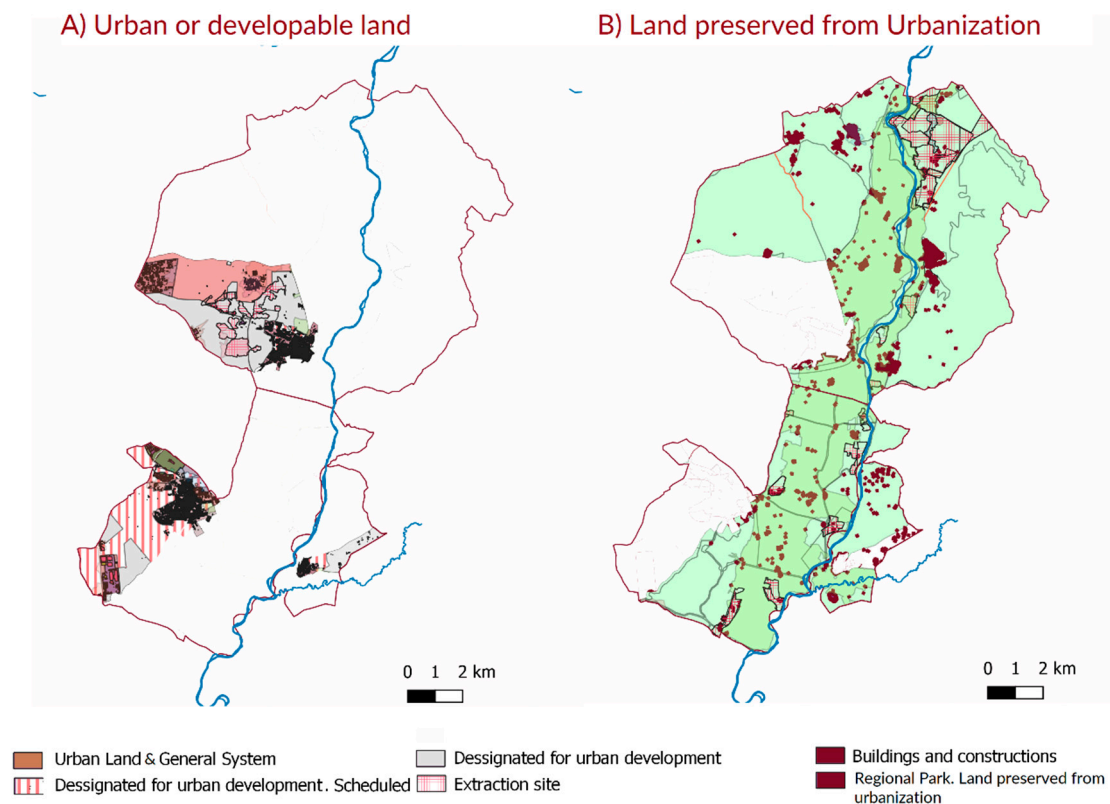 A) Urban or developable land
B) Land preserved from Urbanization
0 1 2 km
0 1 2 km
Urban Land & General System
Dessignated for urban development. Scheduled
Dessignated for urban development
Extraction site
Buildings and constructions
Regional Park. Land preserved from
urbanization